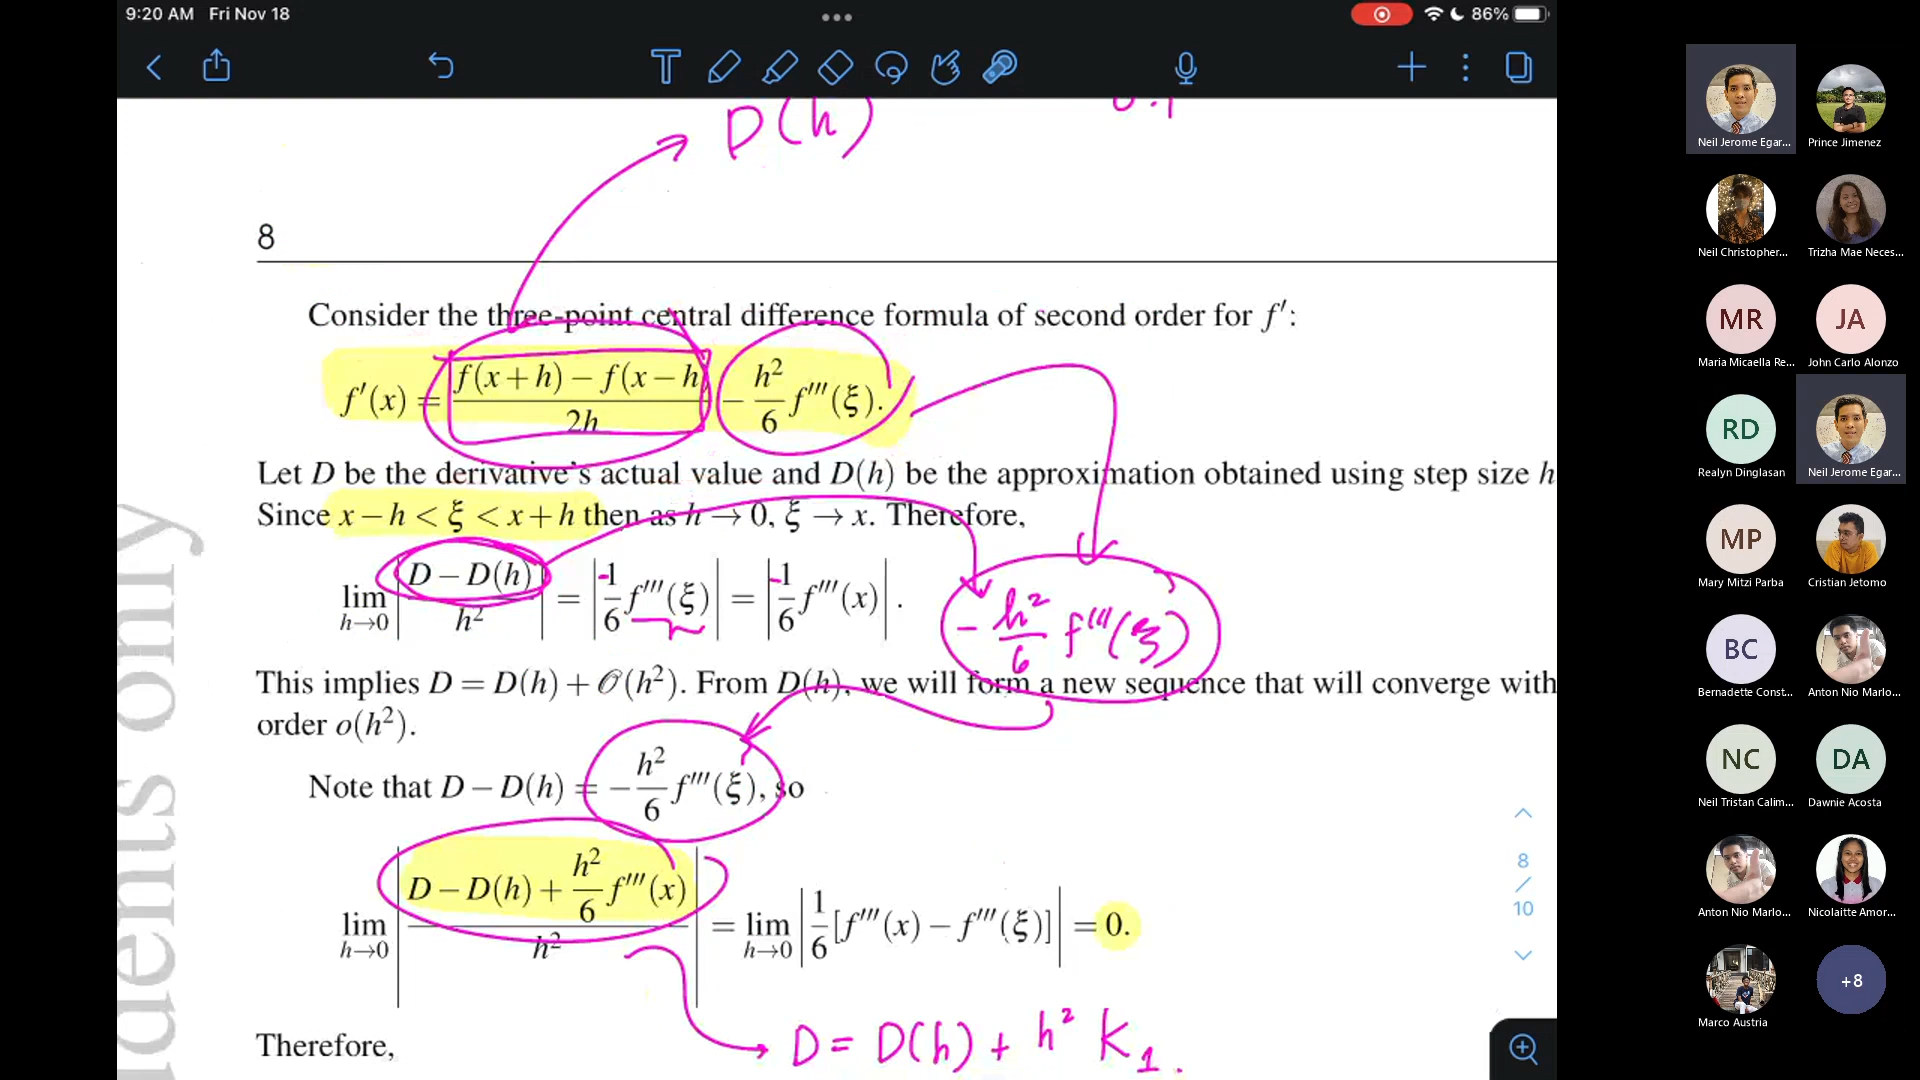 9:20 AM Fri Nov 18
86%
D(h)
8
Consider the three-point central difference formula of second order for f′:
f′(x) = f(x+h) − f(x−h) / 2h − h²/6 f′′′(ξ).
Let D be the derivative's actual value and D(h) be the approximation obtained using step size h
Since x − h < ξ < x + h then as h → 0, ξ → x. Therefore,
lim h→0 | D − D(h) / h² | = | -1/6 f′′′(ξ) | = | -1/6 f′′′(x) | .
− h²/6 f′′′(ξ)
This implies D = D(h) + O(h²). From D(h), we will form a new sequence that will converge with
order o(h²).
Note that D − D(h) = − h²/6 f′′′(ξ), so
lim h→0 | D − D(h) + h²/6 f′′′(x) / h² | = lim h→0 | 1/6 [f′′′(x) − f′′′(ξ)] | = 0.
Therefore,
D = D(h) + h² K₁.
dents only
8
/
10
Neil Jerome Egar...
Prince Jimenez
Neil Christopher...
Trizha Mae Neces...
MR
Maria Micaella Re...
JA
John Carlo Alonzo
RD
Realyn Dinglasan
Neil Jerome Egar...
MP
Mary Mitzi Parba
Cristian Jetomo
BC
Bernadette Const...
Anton Nio Marlo...
NC
Neil Tristan Calim...
DA
Dawnie Acosta
Anton Nio Marlo...
Nicolaitte Amor...
Marco Austria
+8